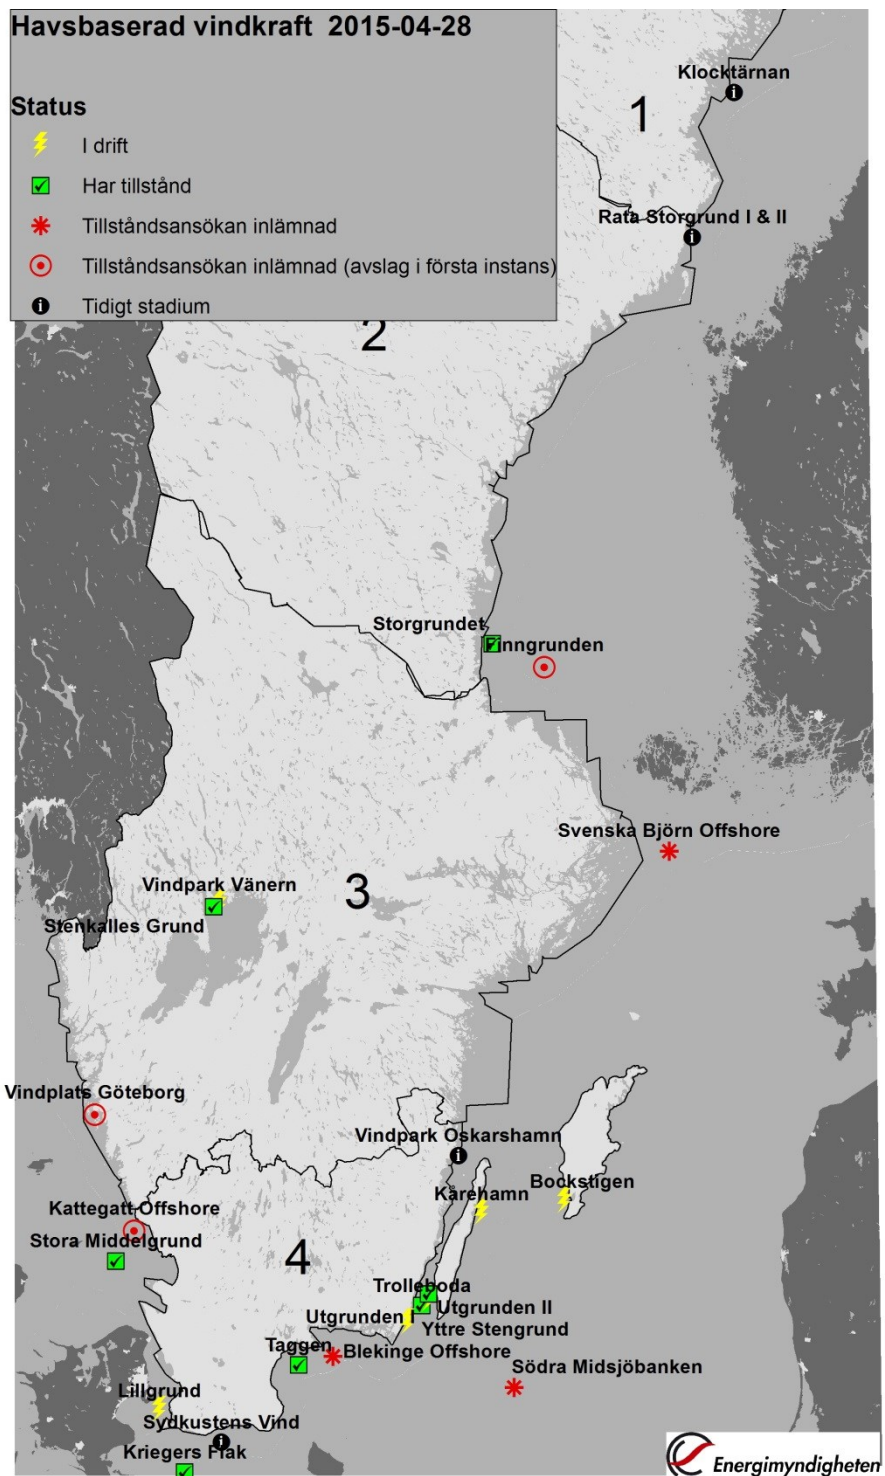 Havsbaserad vindkraft 2015-04-28
Status
I drift
Har tillstånd
Tillståndsansökan inlämnad
Tillståndsansökan inlämnad (avslag i första instans)
Tidigt stadium
Klocktärnan
1
Rata Storgrund I & II
2
Storgrundet
Finngrunden
Svenska Björn Offshore
Vindpark Vänern
3
Stenkalles Grund
Vindplats Göteborg
Vindpark Oskarshamn
Bockstigen
Kårehamn
Kattegatt Offshore
Stora Middelgrund
4
Trolleboda
Utgrunden II
Utgrunden I
Yttre Stengrund
Taggen
Blekinge Offshore
Södra Midsjöbanken
Lillgrund
Sydkustens Vind
Kriegers Flak
Energimyndigheten